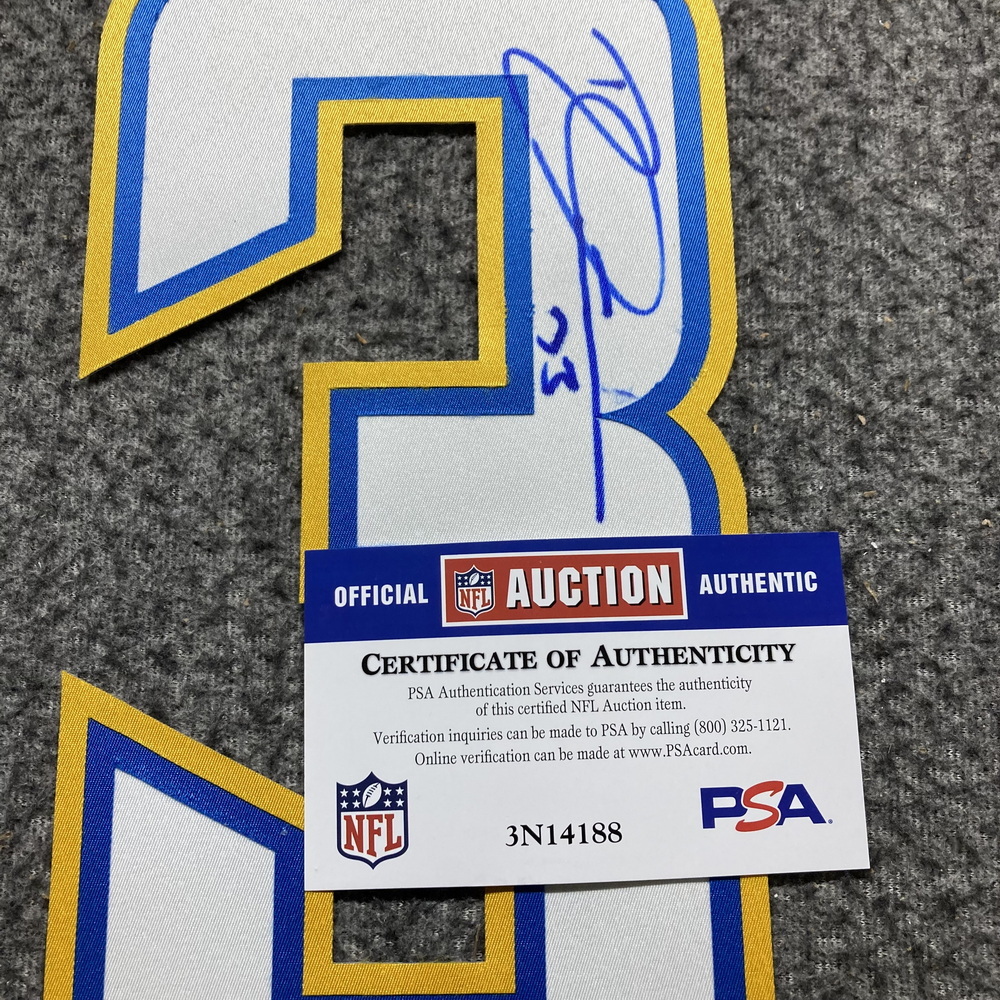 OFFICIAL NFL AUCTION AUTHENTIC
CERTIFICATE OF AUTHENTICITY
PSA Authentication Services guarantees the authenticity
of this certified NFL Auction item.
Verification inquiries can be made to PSA by calling (800) 325-1121.
Online verification can be made at www.PSAcard.com.
NFL
3N14188
PSA